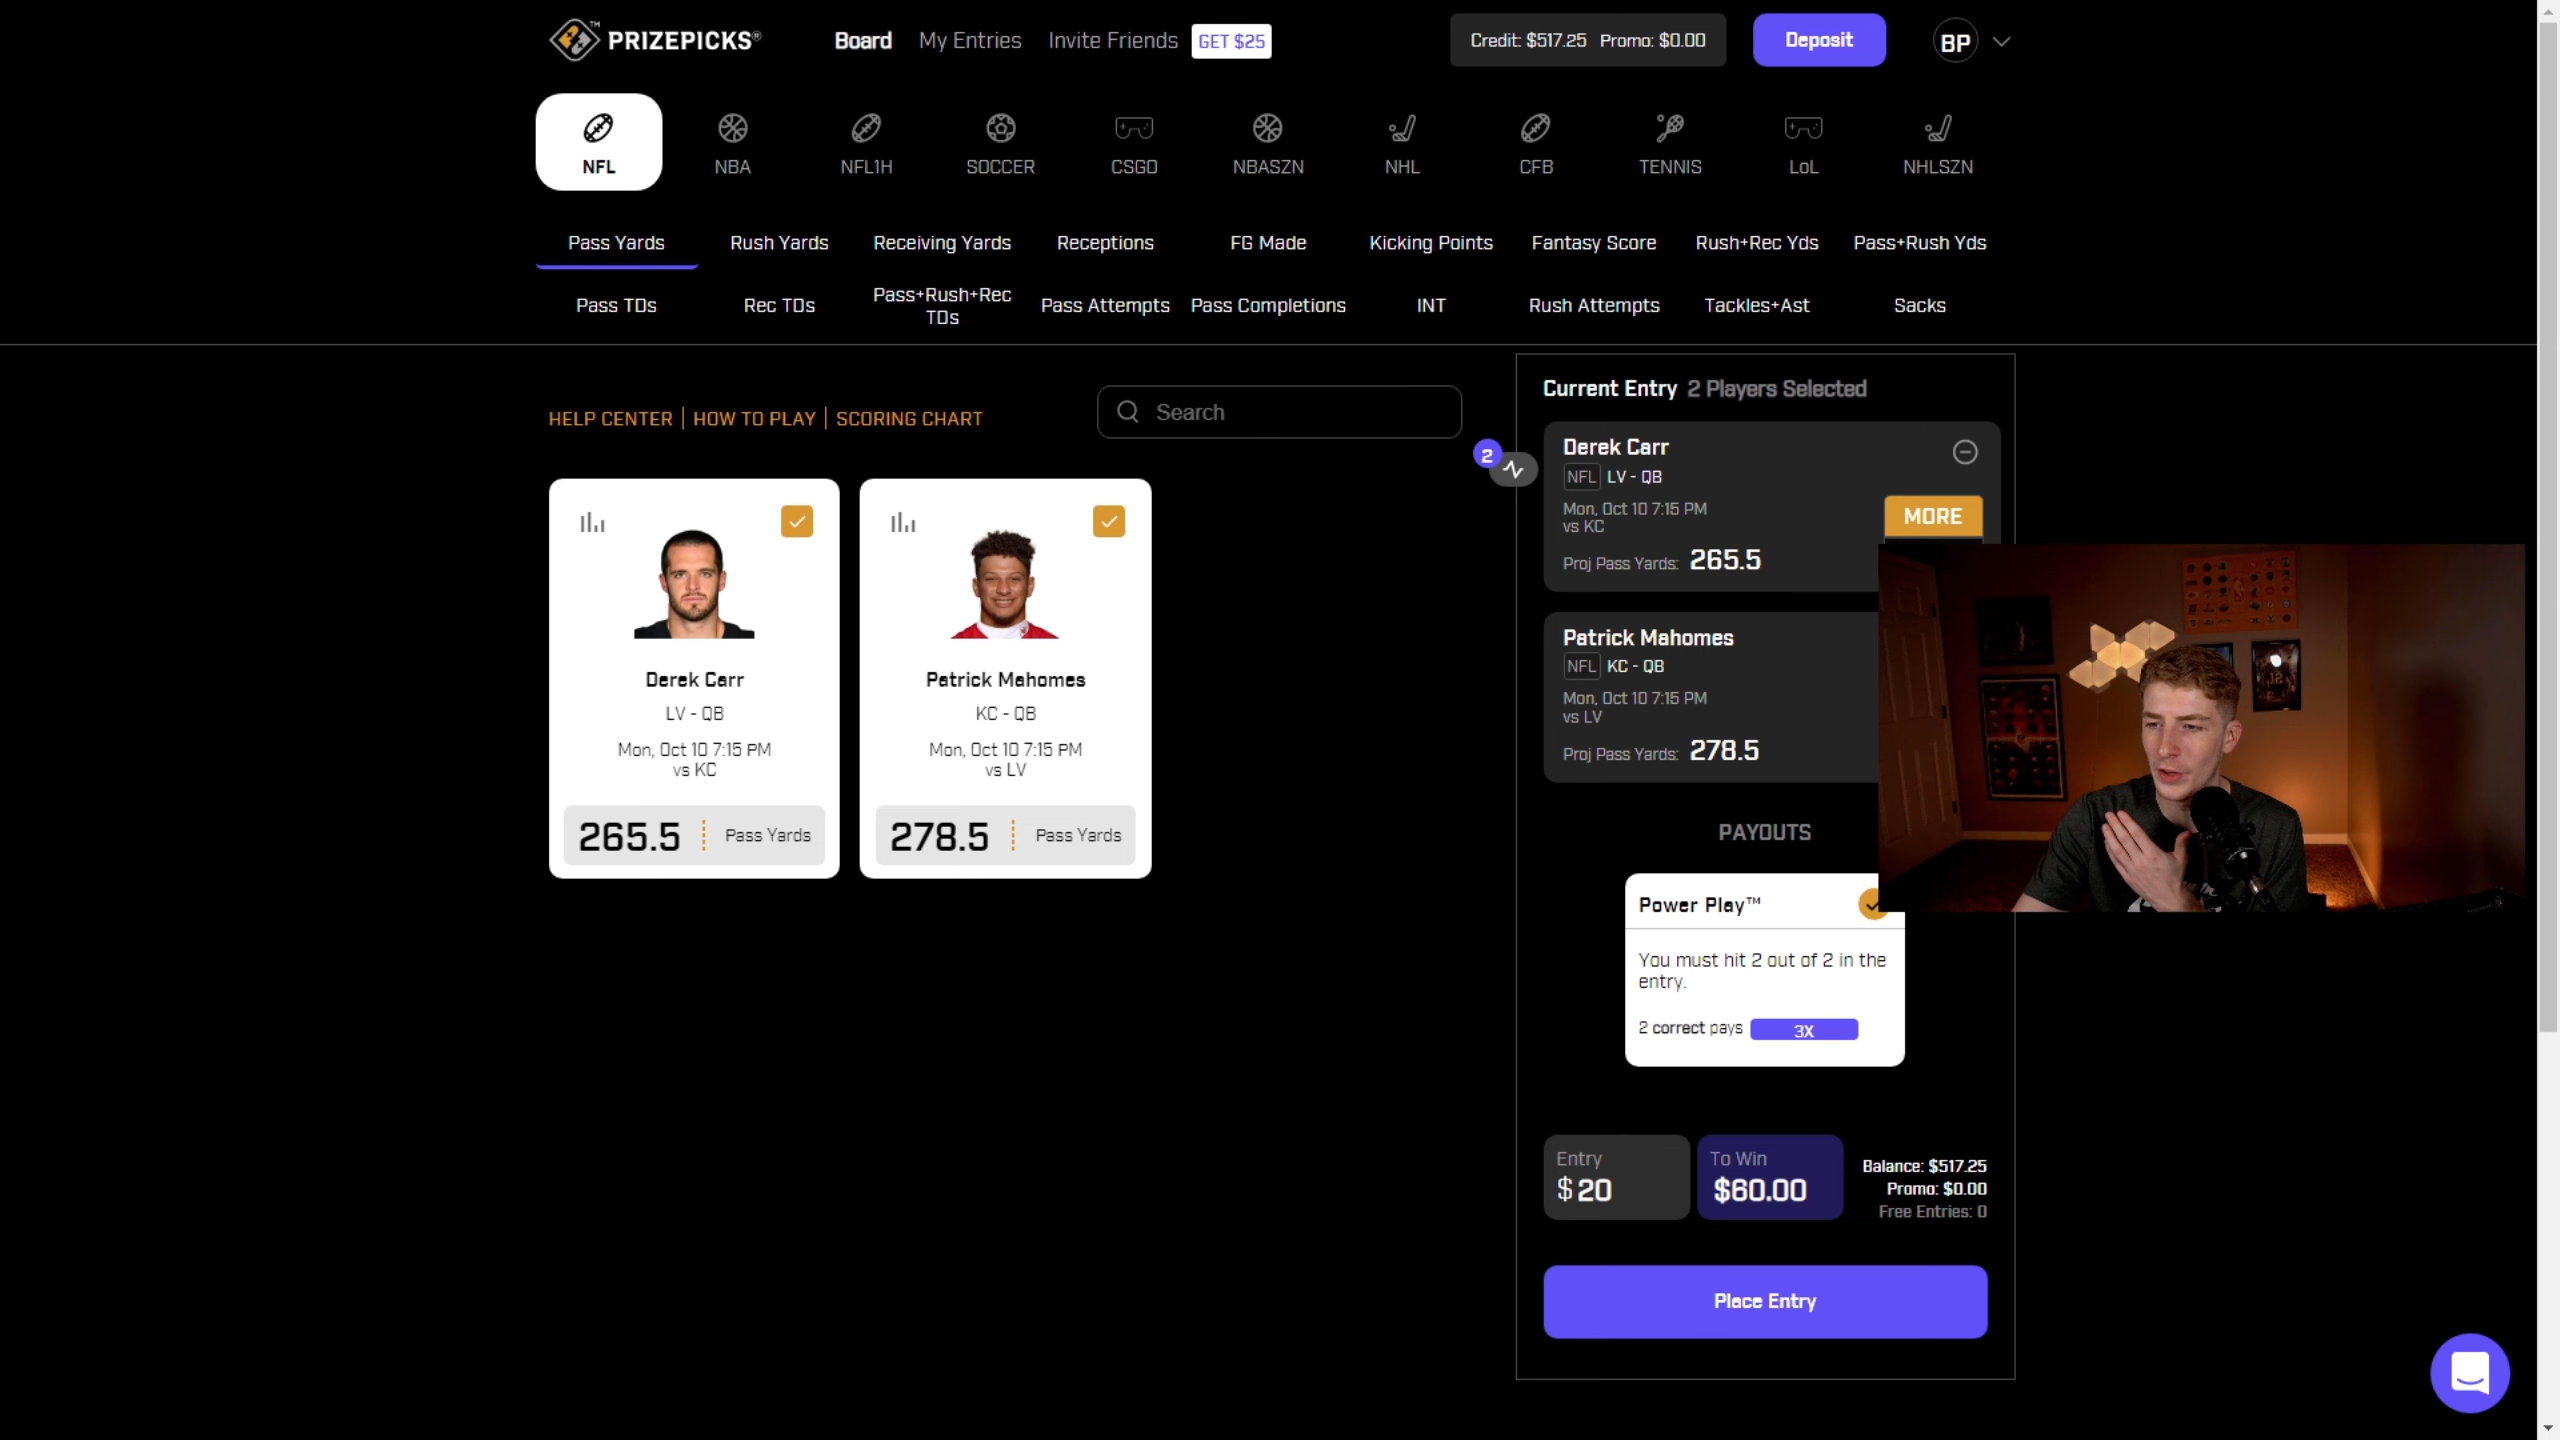 PRIZEPICKS®
Board My Entries Invite Friends GET $25
Credit: $517.25 Promo: $0.00
Deposit
BP
NFL NBA NFL1H SOCCER CSGO NBASZN NHL CFB TENNIS LoL NHLSZN
Pass Yards Rush Yards Receiving Yards Receptions FG Made Kicking Points Fantasy Score Rush+Rec Yds Pass+Rush Yds
Pass TDs Rec TDs Pass+Rush+Rec TDs Pass Attempts Pass Completions INT Rush Attempts Tackles+Ast Sacks
HELP CENTER HOW TO PLAY SCORING CHART
Search
Derek Carr
LV - QB
Mon, Oct 10 7:15 PM
vs KC
265.5 Pass Yards
Patrick Mahomes
KC - QB
Mon, Oct 10 7:15 PM
vs LV
278.5 Pass Yards
Current Entry 2 Players Selected
2
Derek Carr
NFL LV - QB
Mon, Oct 10 7:15 PM
vs KC
Proj Pass Yards: 265.5
MORE
Patrick Mahomes
NFL KC - QB
Mon, Oct 10 7:15 PM
vs LV
Proj Pass Yards: 278.5
PAYOUTS
Power Play™
You must hit 2 out of 2 in the
entry.
2 correct pays 3X
Entry
$20
To Win
$60.00
Balance: $517.25
Promo: $0.00
Free Entries: 0
Place Entry